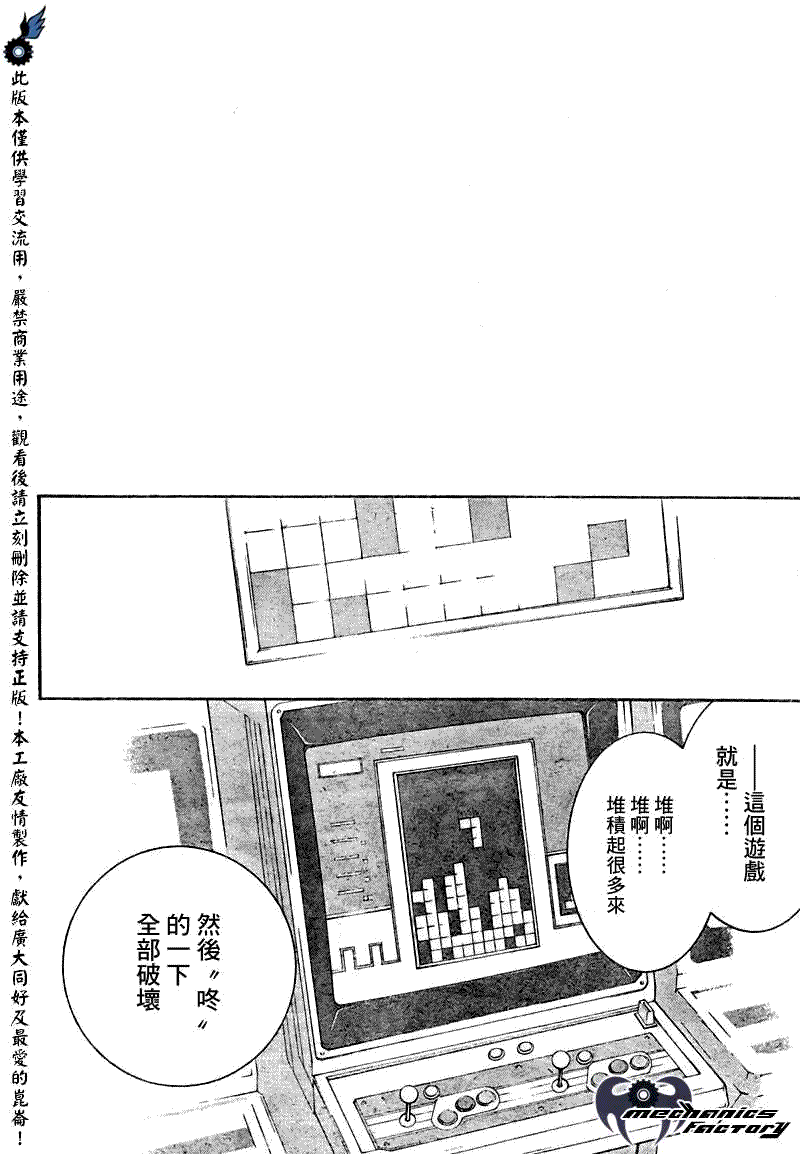 此版本僅供學習交流用，嚴禁商業用途，觀看後請立刻刪除並請支持正版！本工廠友情製作，獻給廣大同好及最愛的崑崙！
——這個遊戲
就是……
堆啊……
堆啊……
堆積起很多來
然後〝咚〞
的一下
全部破壞
mechanics
Factory